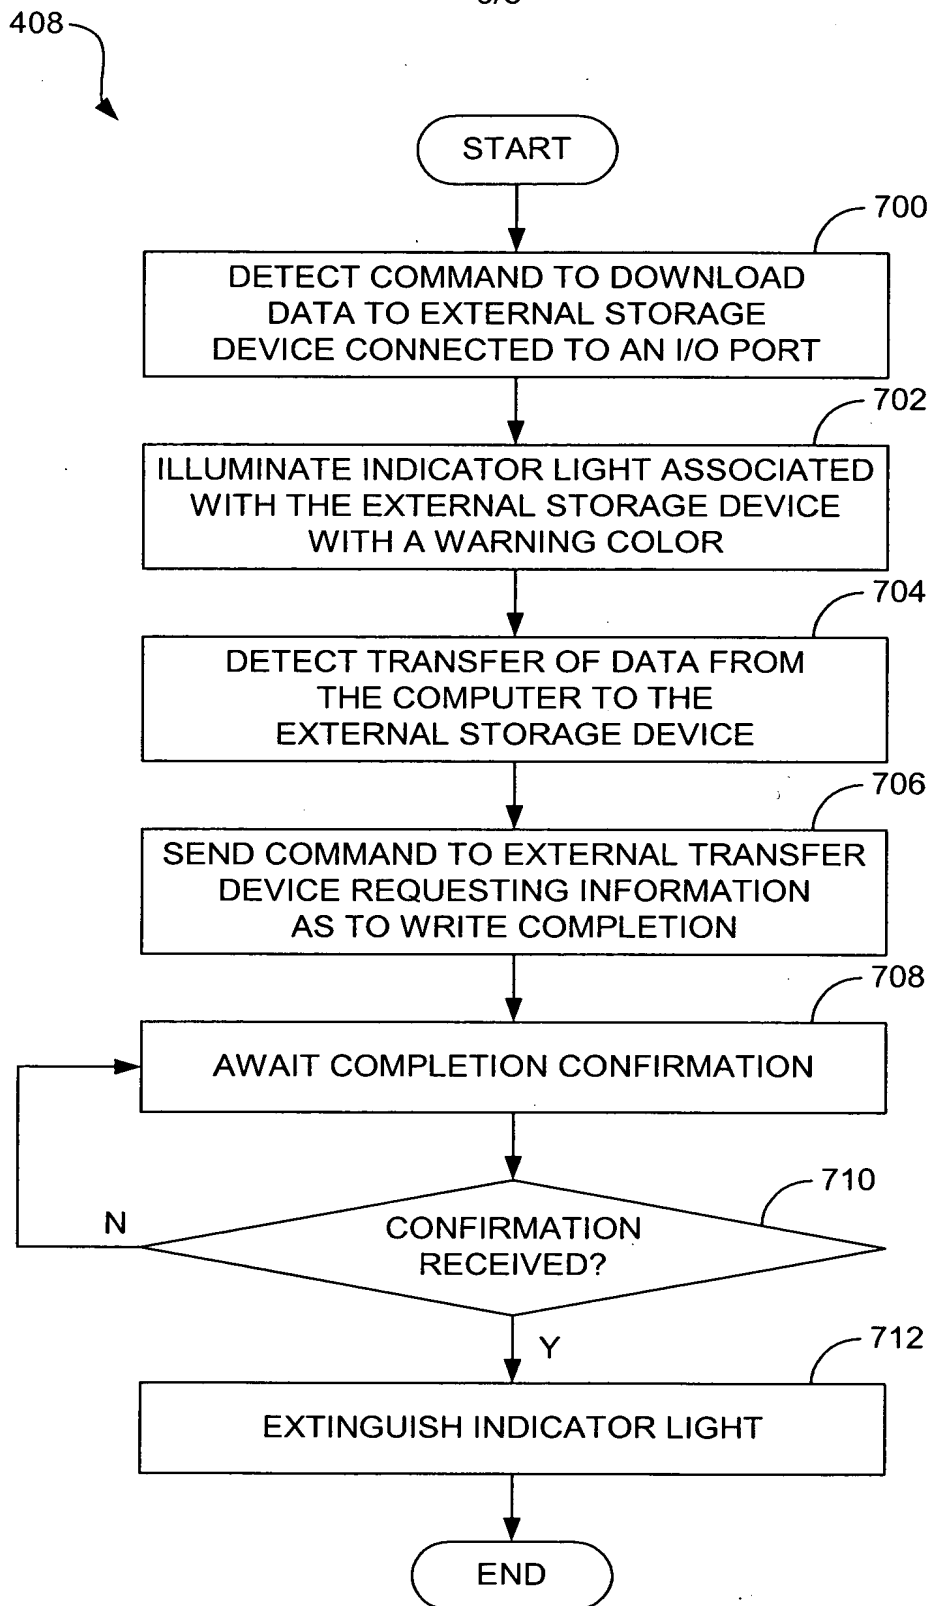 408
START
700
DETECT COMMAND TO DOWNLOAD
DATA TO EXTERNAL STORAGE
DEVICE CONNECTED TO AN I/O PORT
702
ILLUMINATE INDICATOR LIGHT ASSOCIATED
WITH THE EXTERNAL STORAGE DEVICE
WITH A WARNING COLOR
704
DETECT TRANSFER OF DATA FROM
THE COMPUTER TO THE
EXTERNAL STORAGE DEVICE
706
SEND COMMAND TO EXTERNAL TRANSFER
DEVICE REQUESTING INFORMATION
AS TO WRITE COMPLETION
708
AWAIT COMPLETION CONFIRMATION
710
N
CONFIRMATION
RECEIVED?
Y
712
EXTINGUISH INDICATOR LIGHT
END